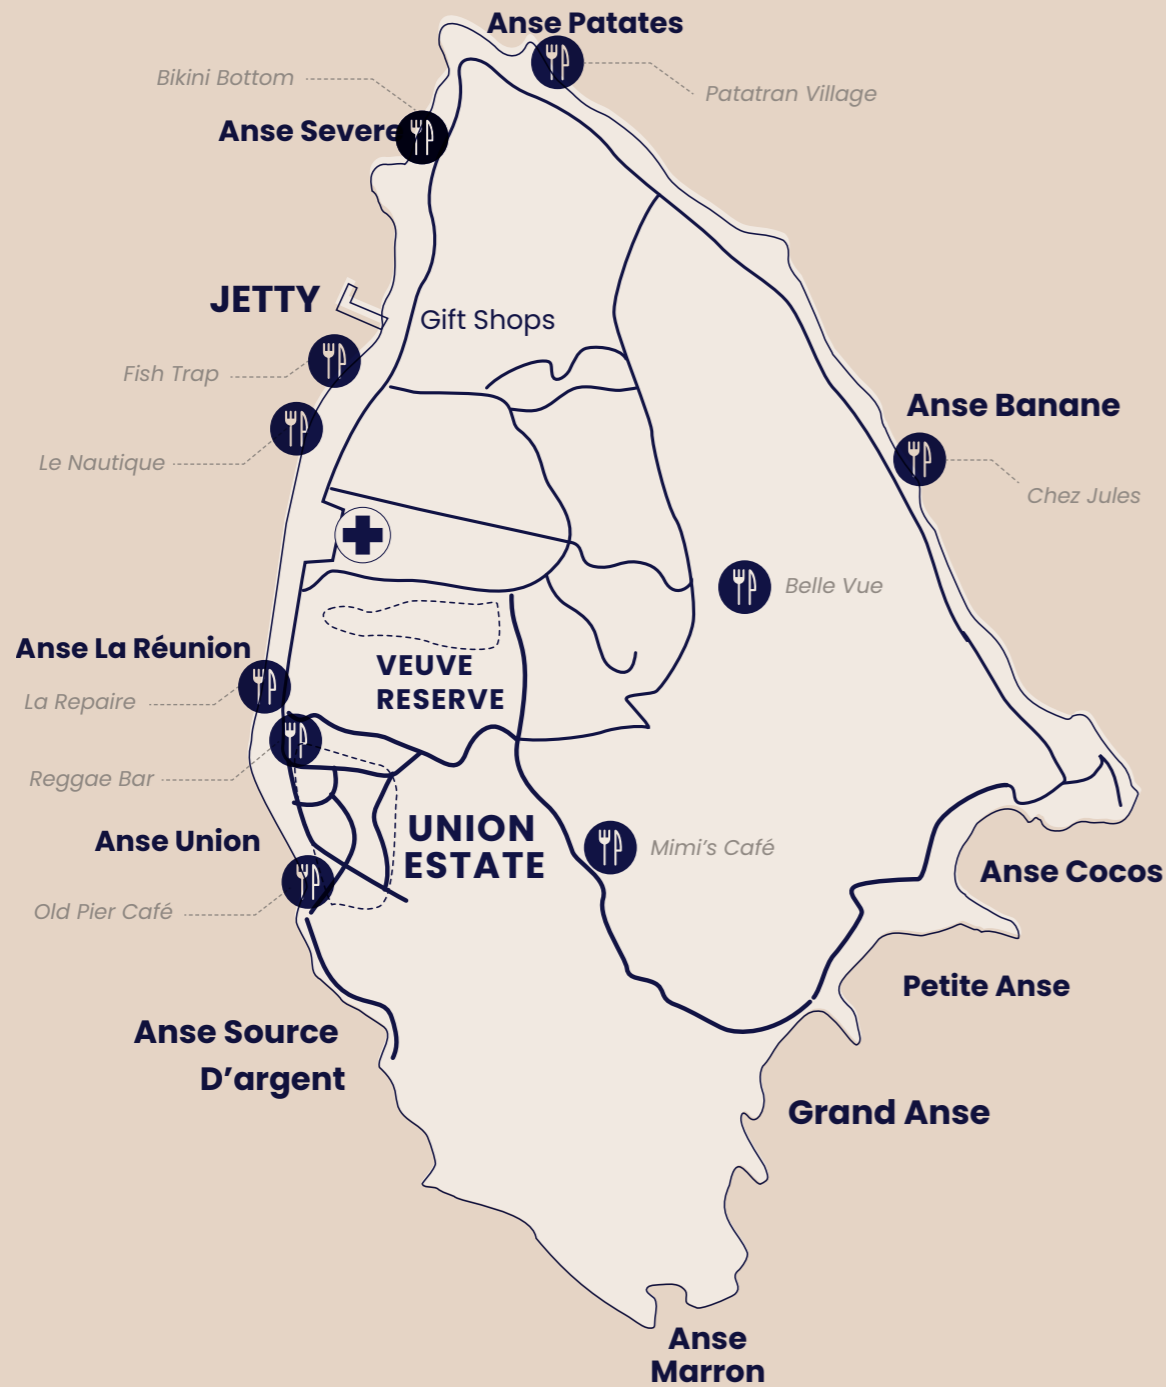 Anse Patates
Bikini Bottom
Patatran Village
Anse Severe
JETTY
Gift Shops
Fish Trap
Anse Banane
Le Nautique
Chez Jules
Belle Vue
Anse La Réunion
VEUVE
RESERVE
La Repaire
Reggae Bar
UNION
ESTATE
Anse Union
Mimi’s Café
Anse Cocos
Old Pier Café
Petite Anse
Anse Source
D’argent
Grand Anse
Anse
Marron